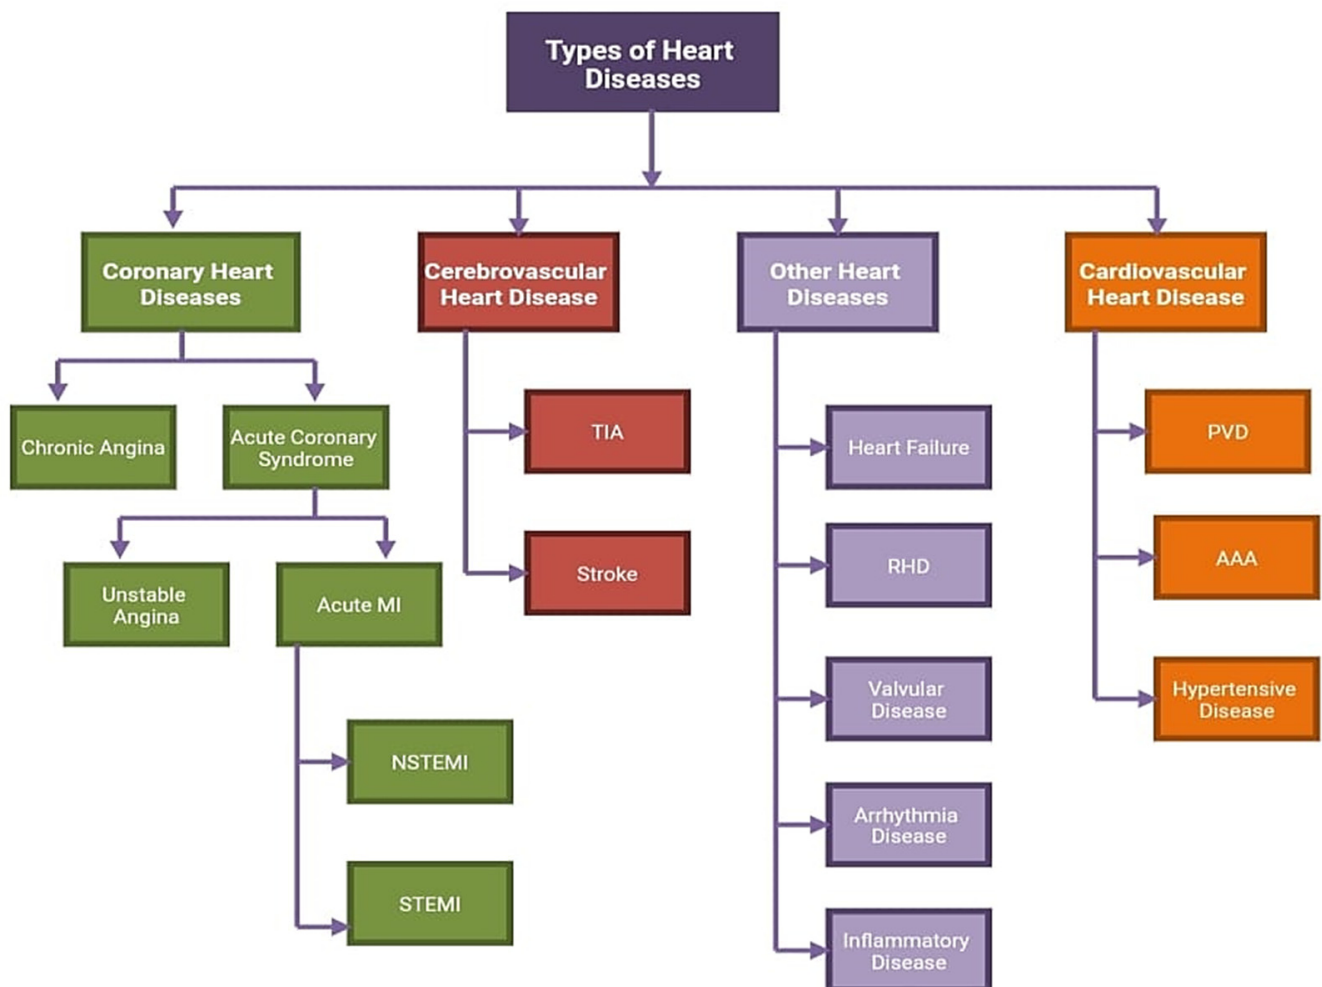 Types of Heart
Diseases
Coronary Heart
Diseases
Cerebrovascular
Heart Disease
Other Heart
Diseases
Cardiovascular
Heart Disease
Chronic Angina
Acute Coronary
Syndrome
Unstable
Angina
Acute MI
NSTEMI
STEMI
TIA
Stroke
Heart Failure
RHD
Valvular
Disease
Arrhythmia
Disease
Inflammatory
Disease
PVD
AAA
Hypertensive
Disease